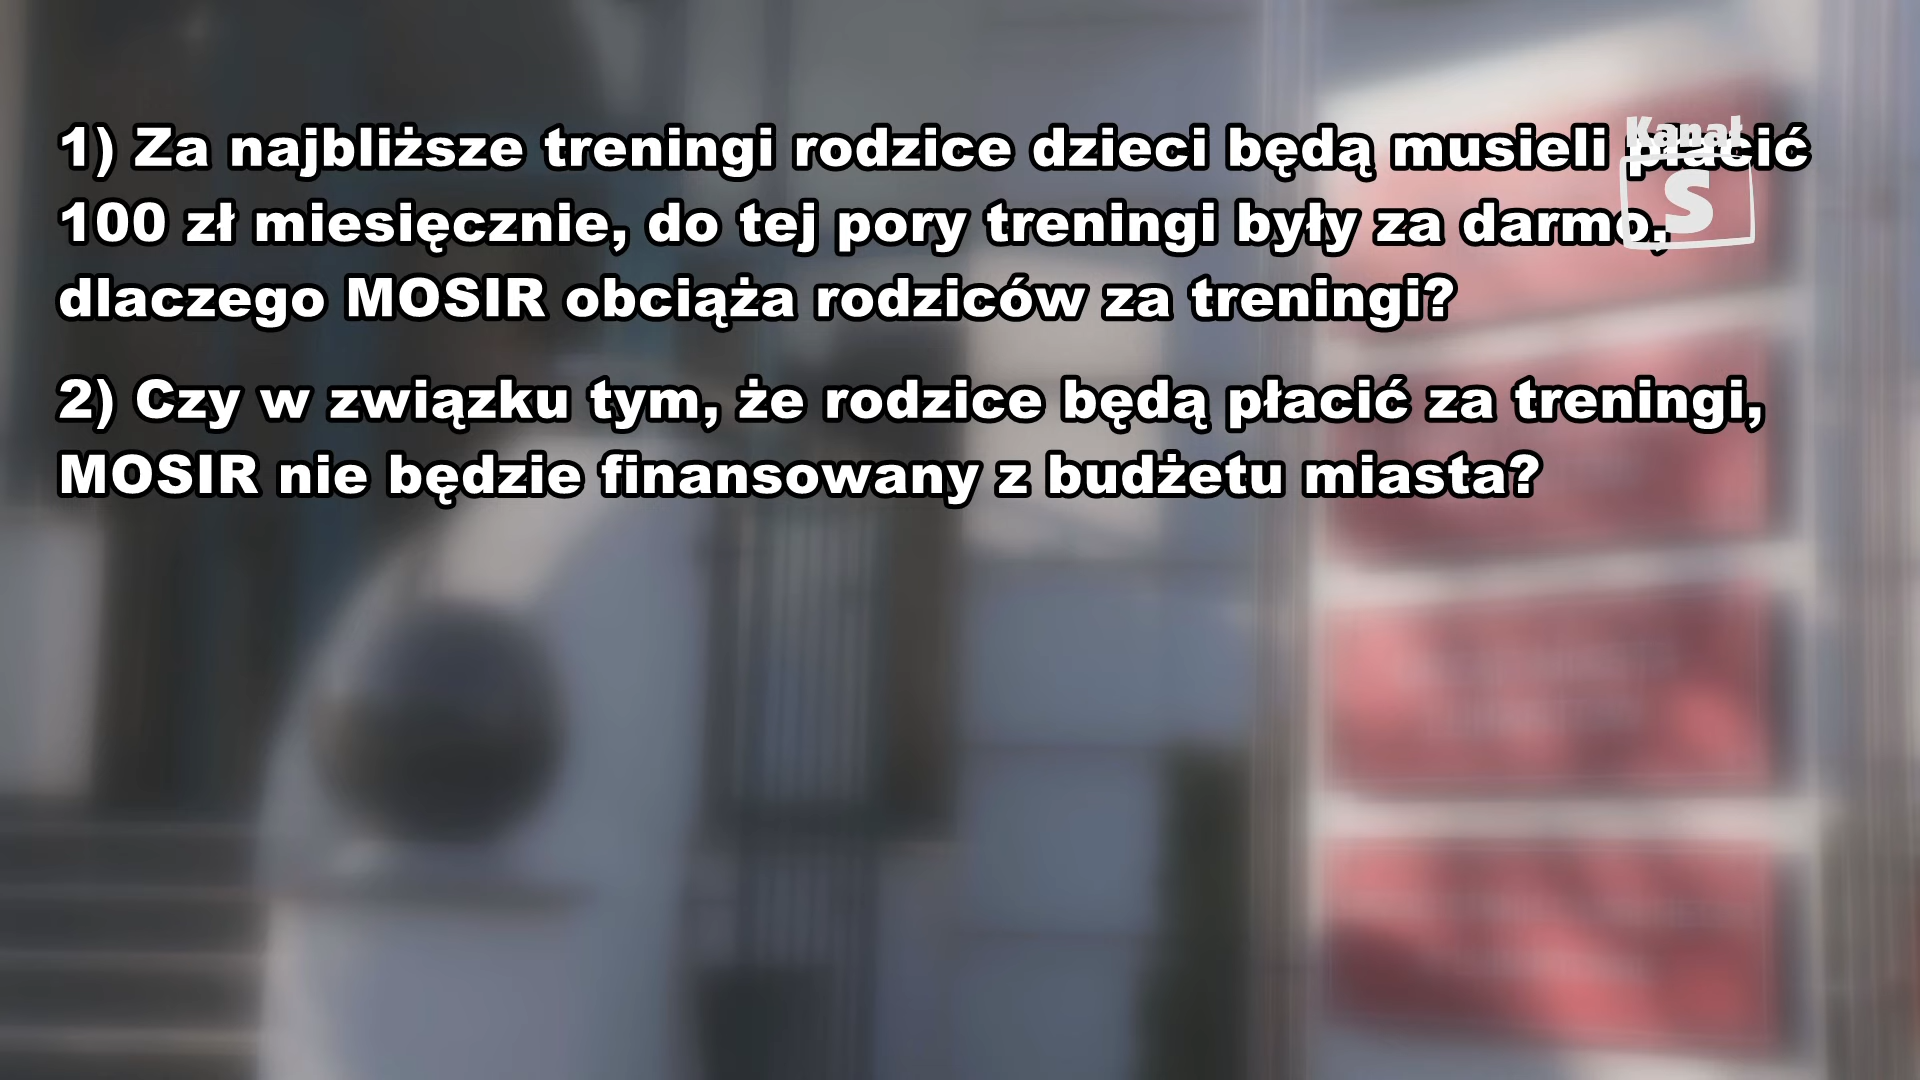 1) Za najbliższe treningi rodzice dzieci będą musieli płacić
100 zł miesięcznie, do tej pory treningi były za darmo,
dlaczego MOSIR obciąża rodziców za treningi?
2) Czy w związku tym, że rodzice będą płacić za treningi,
MOSIR nie będzie finansowany z budżetu miasta?
Kanał
S